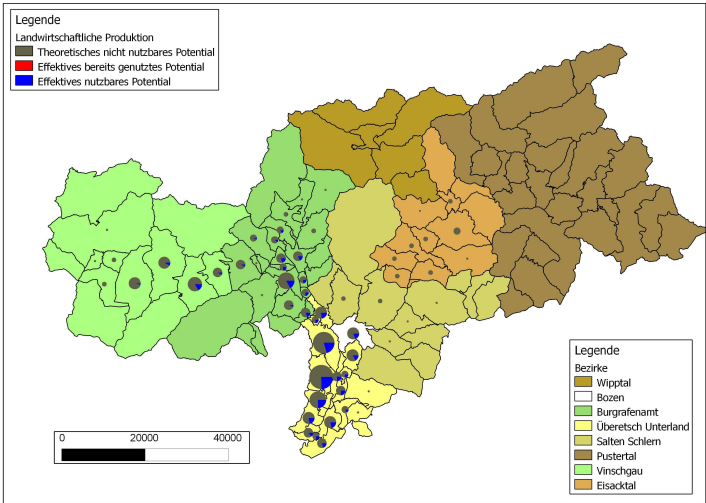 Legende
Landwirtschaftliche Produktion
Theoretisches nicht nutzbares Potential
Effektives bereits genutztes Potential
Effektives nutzbares Potential
Legende
Bezirke
Wipptal
Bozen
Burgrafenamt
Überetsch Unterland
Salten Schlern
Pustertal
Vinschgau
Eisacktal
0 20000 40000